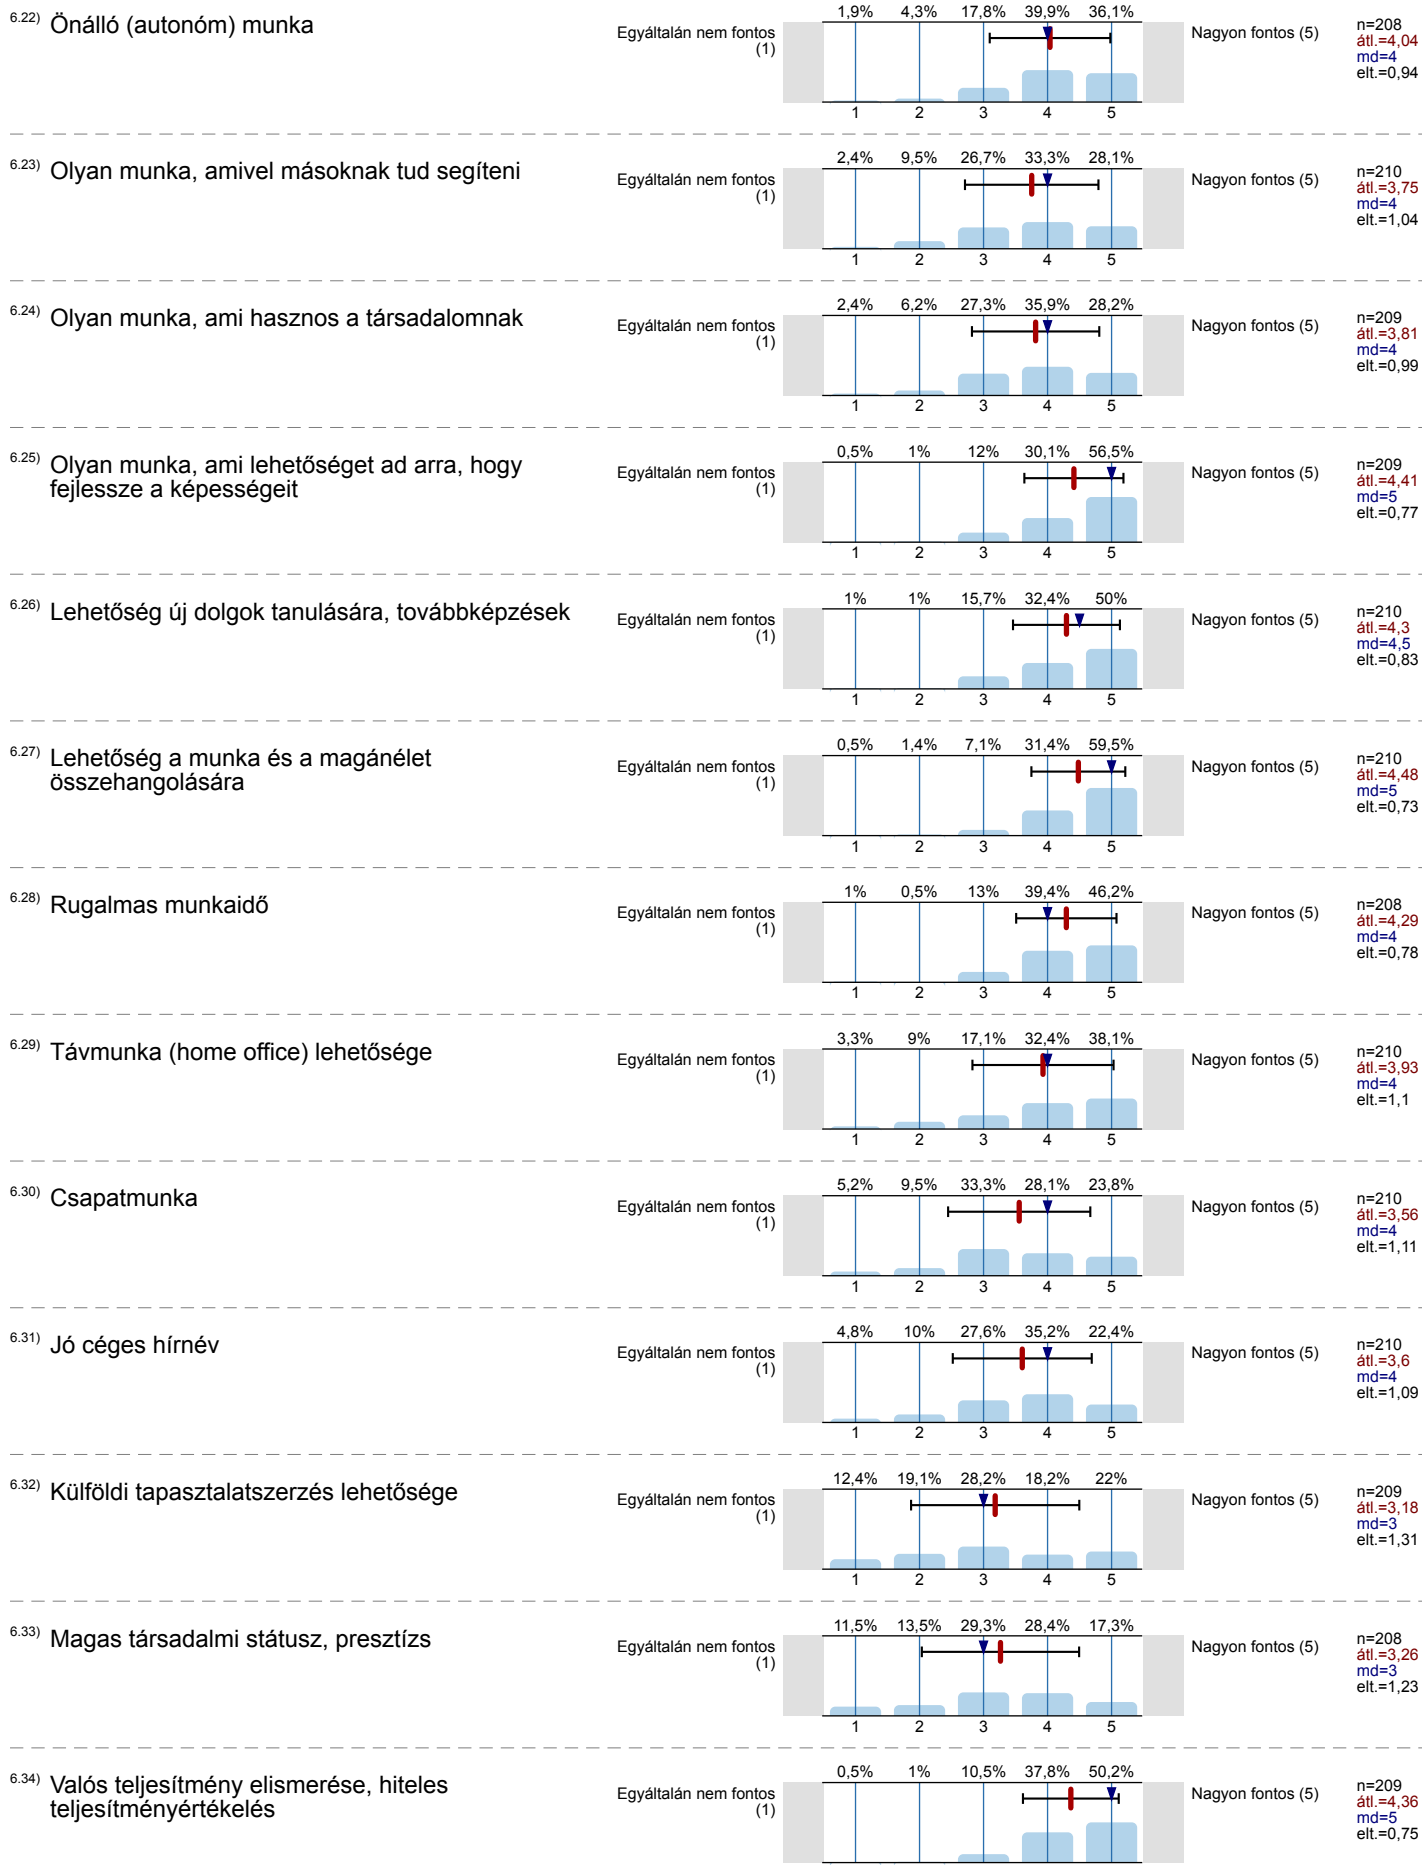 6.22) Önálló (autonóm) munka
Egyáltalán nem fontos
(1)
1,9% 4,3% 17,8% 39,9% 36,1%
1 2 3 4 5
Nagyon fontos (5)
n=208
átl.=4,04
md=4
elt.=0,94
6.23) Olyan munka, amivel másoknak tud segíteni
Egyáltalán nem fontos
(1)
2,4% 9,5% 26,7% 33,3% 28,1%
1 2 3 4 5
Nagyon fontos (5)
n=210
átl.=3,75
md=4
elt.=1,04
6.24) Olyan munka, ami hasznos a társadalomnak
Egyáltalán nem fontos
(1)
2,4% 6,2% 27,3% 35,9% 28,2%
1 2 3 4 5
Nagyon fontos (5)
n=209
átl.=3,81
md=4
elt.=0,99
6.25) Olyan munka, ami lehetőséget ad arra, hogy
fejlessze a képességeit
Egyáltalán nem fontos
(1)
0,5% 1% 12% 30,1% 56,5%
1 2 3 4 5
Nagyon fontos (5)
n=209
átl.=4,41
md=5
elt.=0,77
6.26) Lehetőség új dolgok tanulására, továbbképzések
Egyáltalán nem fontos
(1)
1% 1% 15,7% 32,4% 50%
1 2 3 4 5
Nagyon fontos (5)
n=210
átl.=4,3
md=4,5
elt.=0,83
6.27) Lehetőség a munka és a magánélet
összehangolására
Egyáltalán nem fontos
(1)
0,5% 1,4% 7,1% 31,4% 59,5%
1 2 3 4 5
Nagyon fontos (5)
n=210
átl.=4,48
md=5
elt.=0,73
6.28) Rugalmas munkaidő
Egyáltalán nem fontos
(1)
1% 0,5% 13% 39,4% 46,2%
1 2 3 4 5
Nagyon fontos (5)
n=208
átl.=4,29
md=4
elt.=0,78
6.29) Távmunka (home office) lehetősége
Egyáltalán nem fontos
(1)
3,3% 9% 17,1% 32,4% 38,1%
1 2 3 4 5
Nagyon fontos (5)
n=210
átl.=3,93
md=4
elt.=1,1
6.30) Csapatmunka
Egyáltalán nem fontos
(1)
5,2% 9,5% 33,3% 28,1% 23,8%
1 2 3 4 5
Nagyon fontos (5)
n=210
átl.=3,56
md=4
elt.=1,11
6.31) Jó céges hírnév
Egyáltalán nem fontos
(1)
4,8% 10% 27,6% 35,2% 22,4%
1 2 3 4 5
Nagyon fontos (5)
n=210
átl.=3,6
md=4
elt.=1,09
6.32) Külföldi tapasztalatszerzés lehetősége
Egyáltalán nem fontos
(1)
12,4% 19,1% 28,2% 18,2% 22%
1 2 3 4 5
Nagyon fontos (5)
n=209
átl.=3,18
md=3
elt.=1,31
6.33) Magas társadalmi státusz, presztízs
Egyáltalán nem fontos
(1)
11,5% 13,5% 29,3% 28,4% 17,3%
1 2 3 4 5
Nagyon fontos (5)
n=208
átl.=3,26
md=3
elt.=1,23
6.34) Valós teljesítmény elismerése, hiteles
teljesítményértékelés
Egyáltalán nem fontos
(1)
0,5% 1% 10,5% 37,8% 50,2%
Nagyon fontos (5)
n=209
átl.=4,36
md=5
elt.=0,75